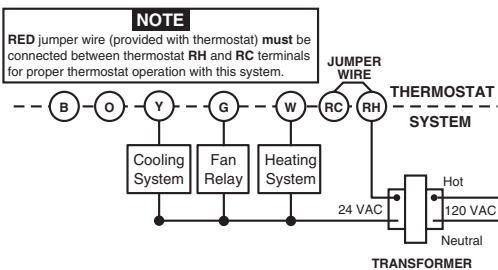 NOTE
RED jumper wire (provided with thermostat) must be
connected between thermostat RH and RC terminals
for proper thermostat operation with this system.
JUMPER
WIRE
B O Y G W RC RH
THERMOSTAT
SYSTEM
Cooling
System
Fan
Relay
Heating
System
Hot
24 VAC
120 VAC
Neutral
TRANSFORMER